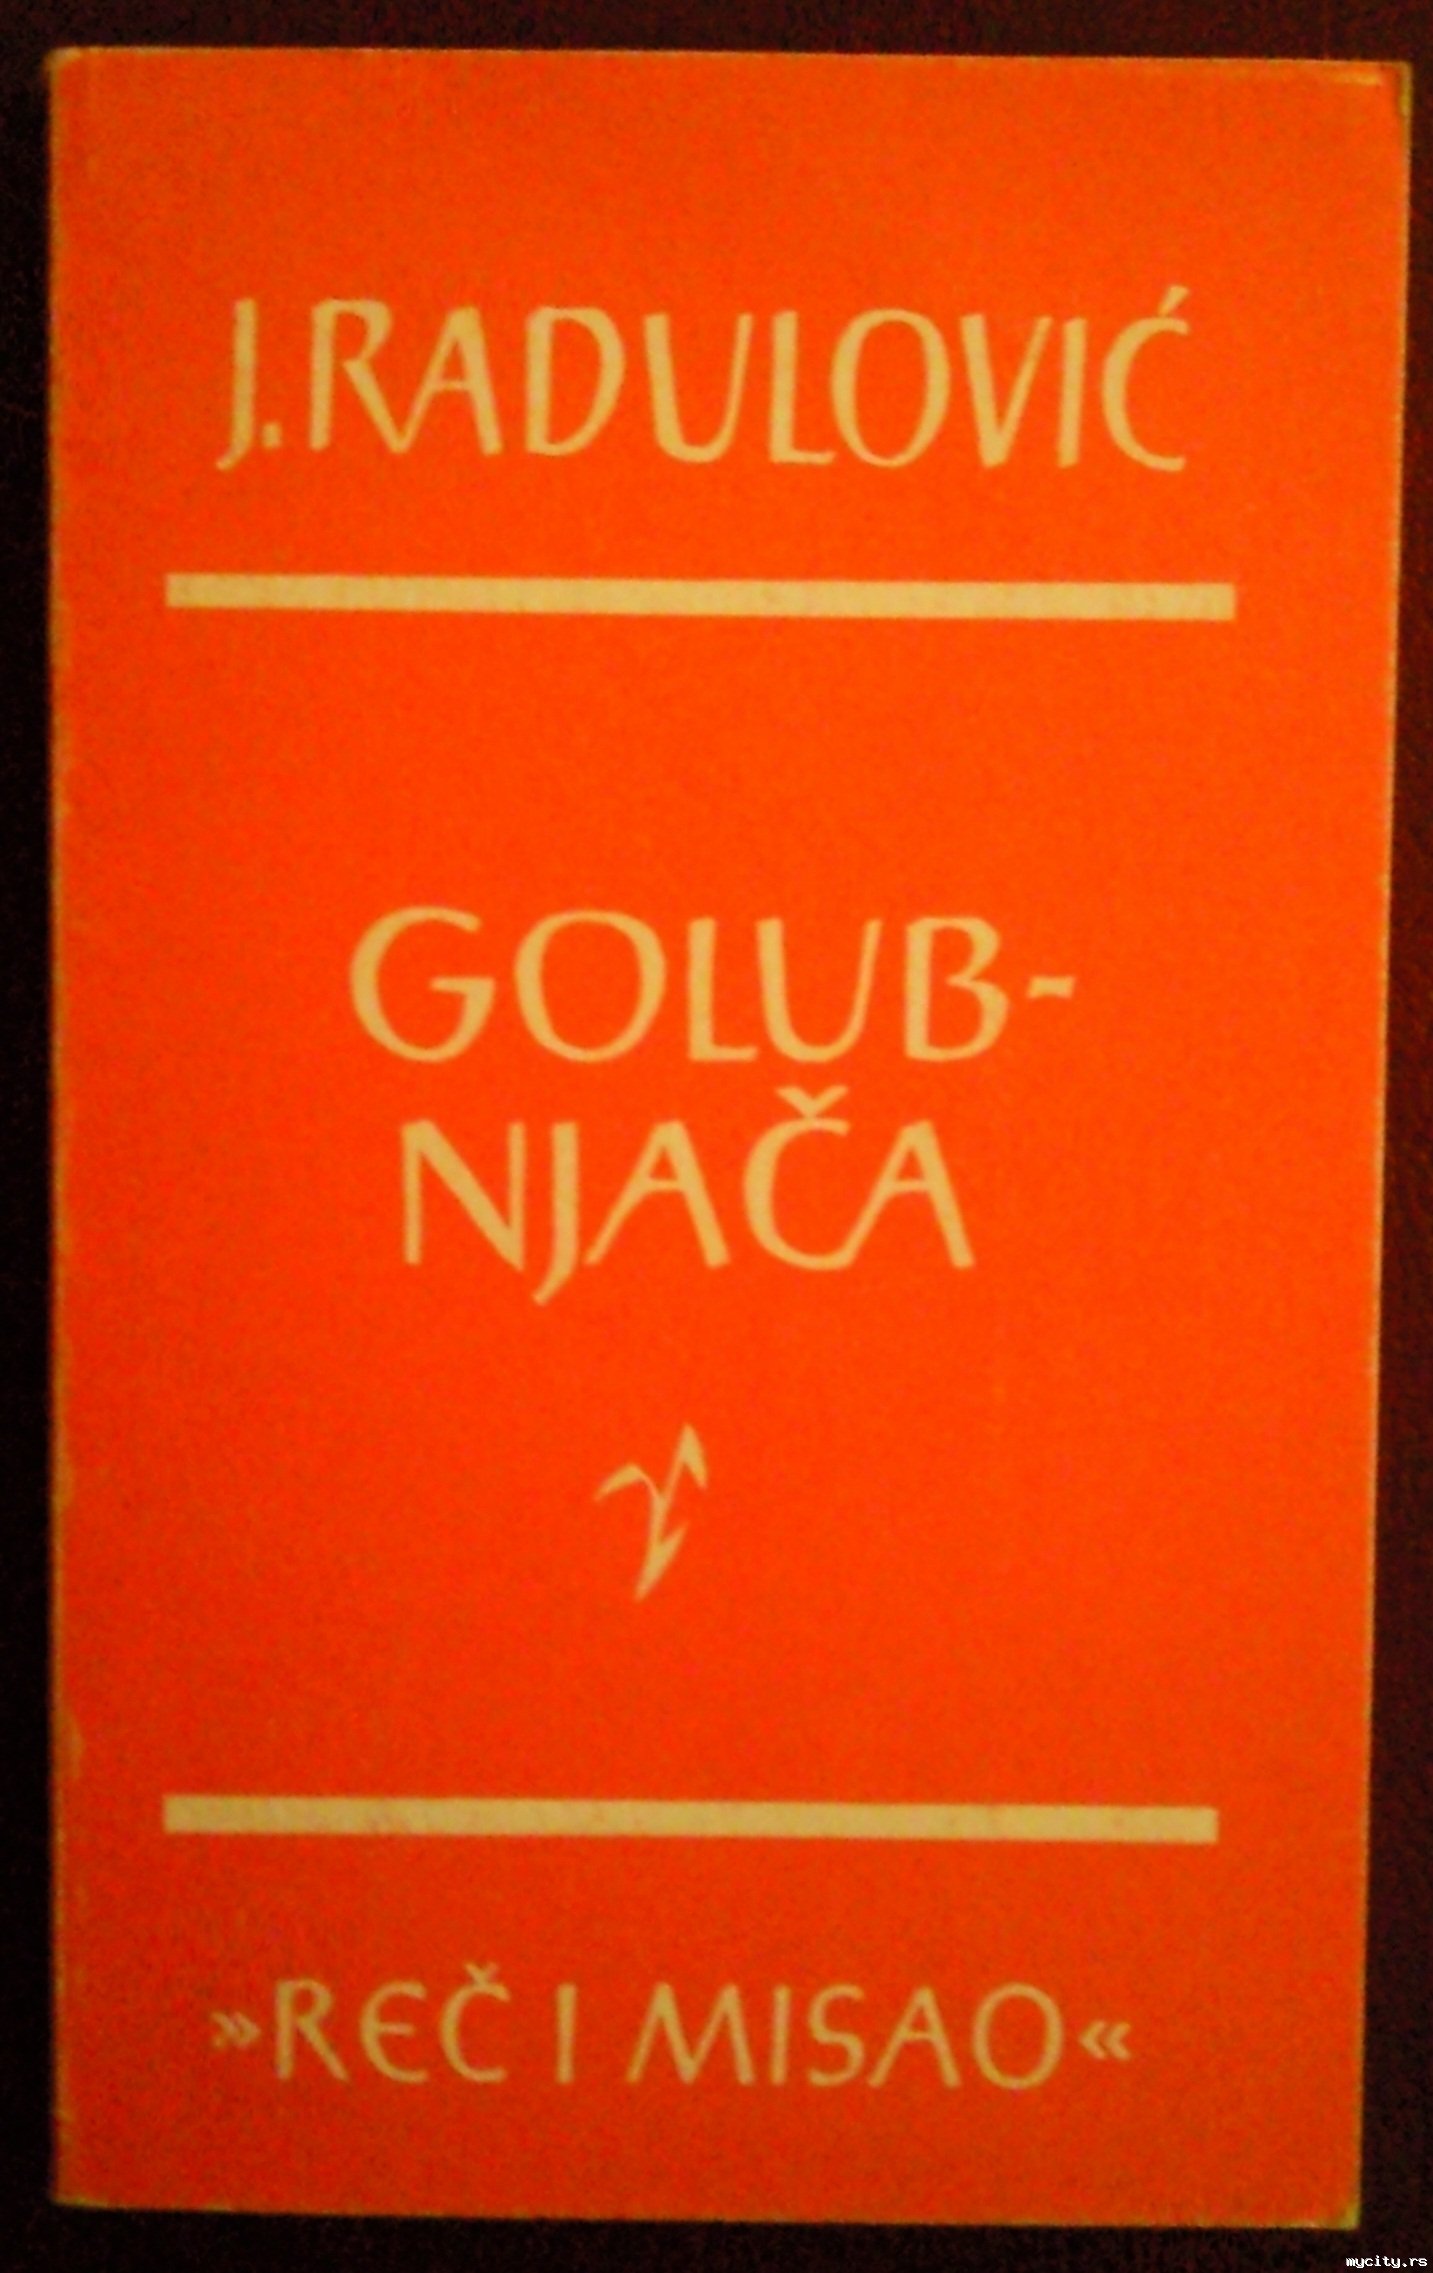 J. RADULOVIĆ
GOLUB-
NJAČA
»REČ I MISAO«
mycity.rs